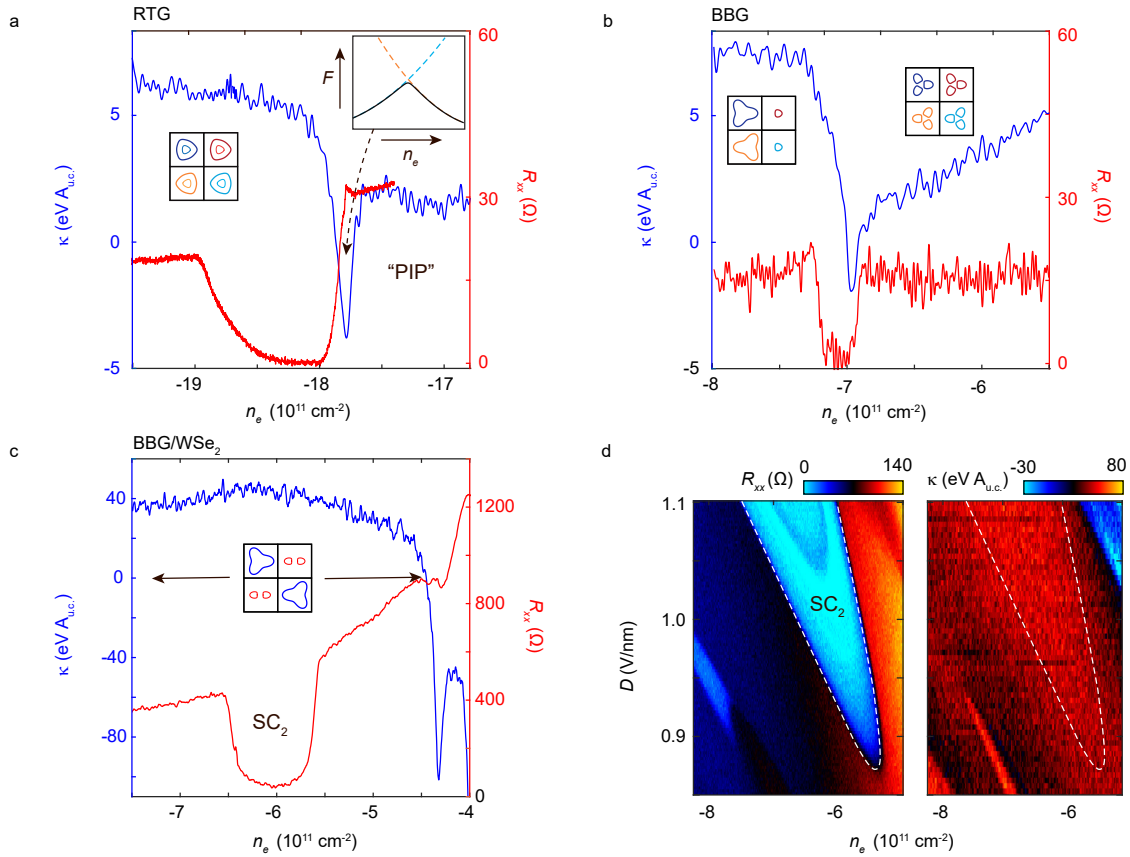 a
RTG
κ (eV A_u.c.)
5
0
-5
F
n_e
"PIP"
60
30
0
R_xx (Ω)
-19
-18
-17
n_e (10^11 cm^-2)
b
BBG
κ (eV A_u.c.)
5
0
-5
60
30
0
R_xx (Ω)
-8
-7
-6
n_e (10^11 cm^-2)
c
BBG/WSe_2
κ (eV A_u.c.)
40
0
-40
-80
SC_2
1200
900
400
0
R_xx (Ω)
-7
-6
-5
-4
n_e (10^11 cm^-2)
d
R_xx (Ω)
0
140
κ (eV A_u.c.)
-30
80
D (V/nm)
1.1
1.0
0.9
SC_2
-8
-6
-8
-6
n_e (10^11 cm^-2)